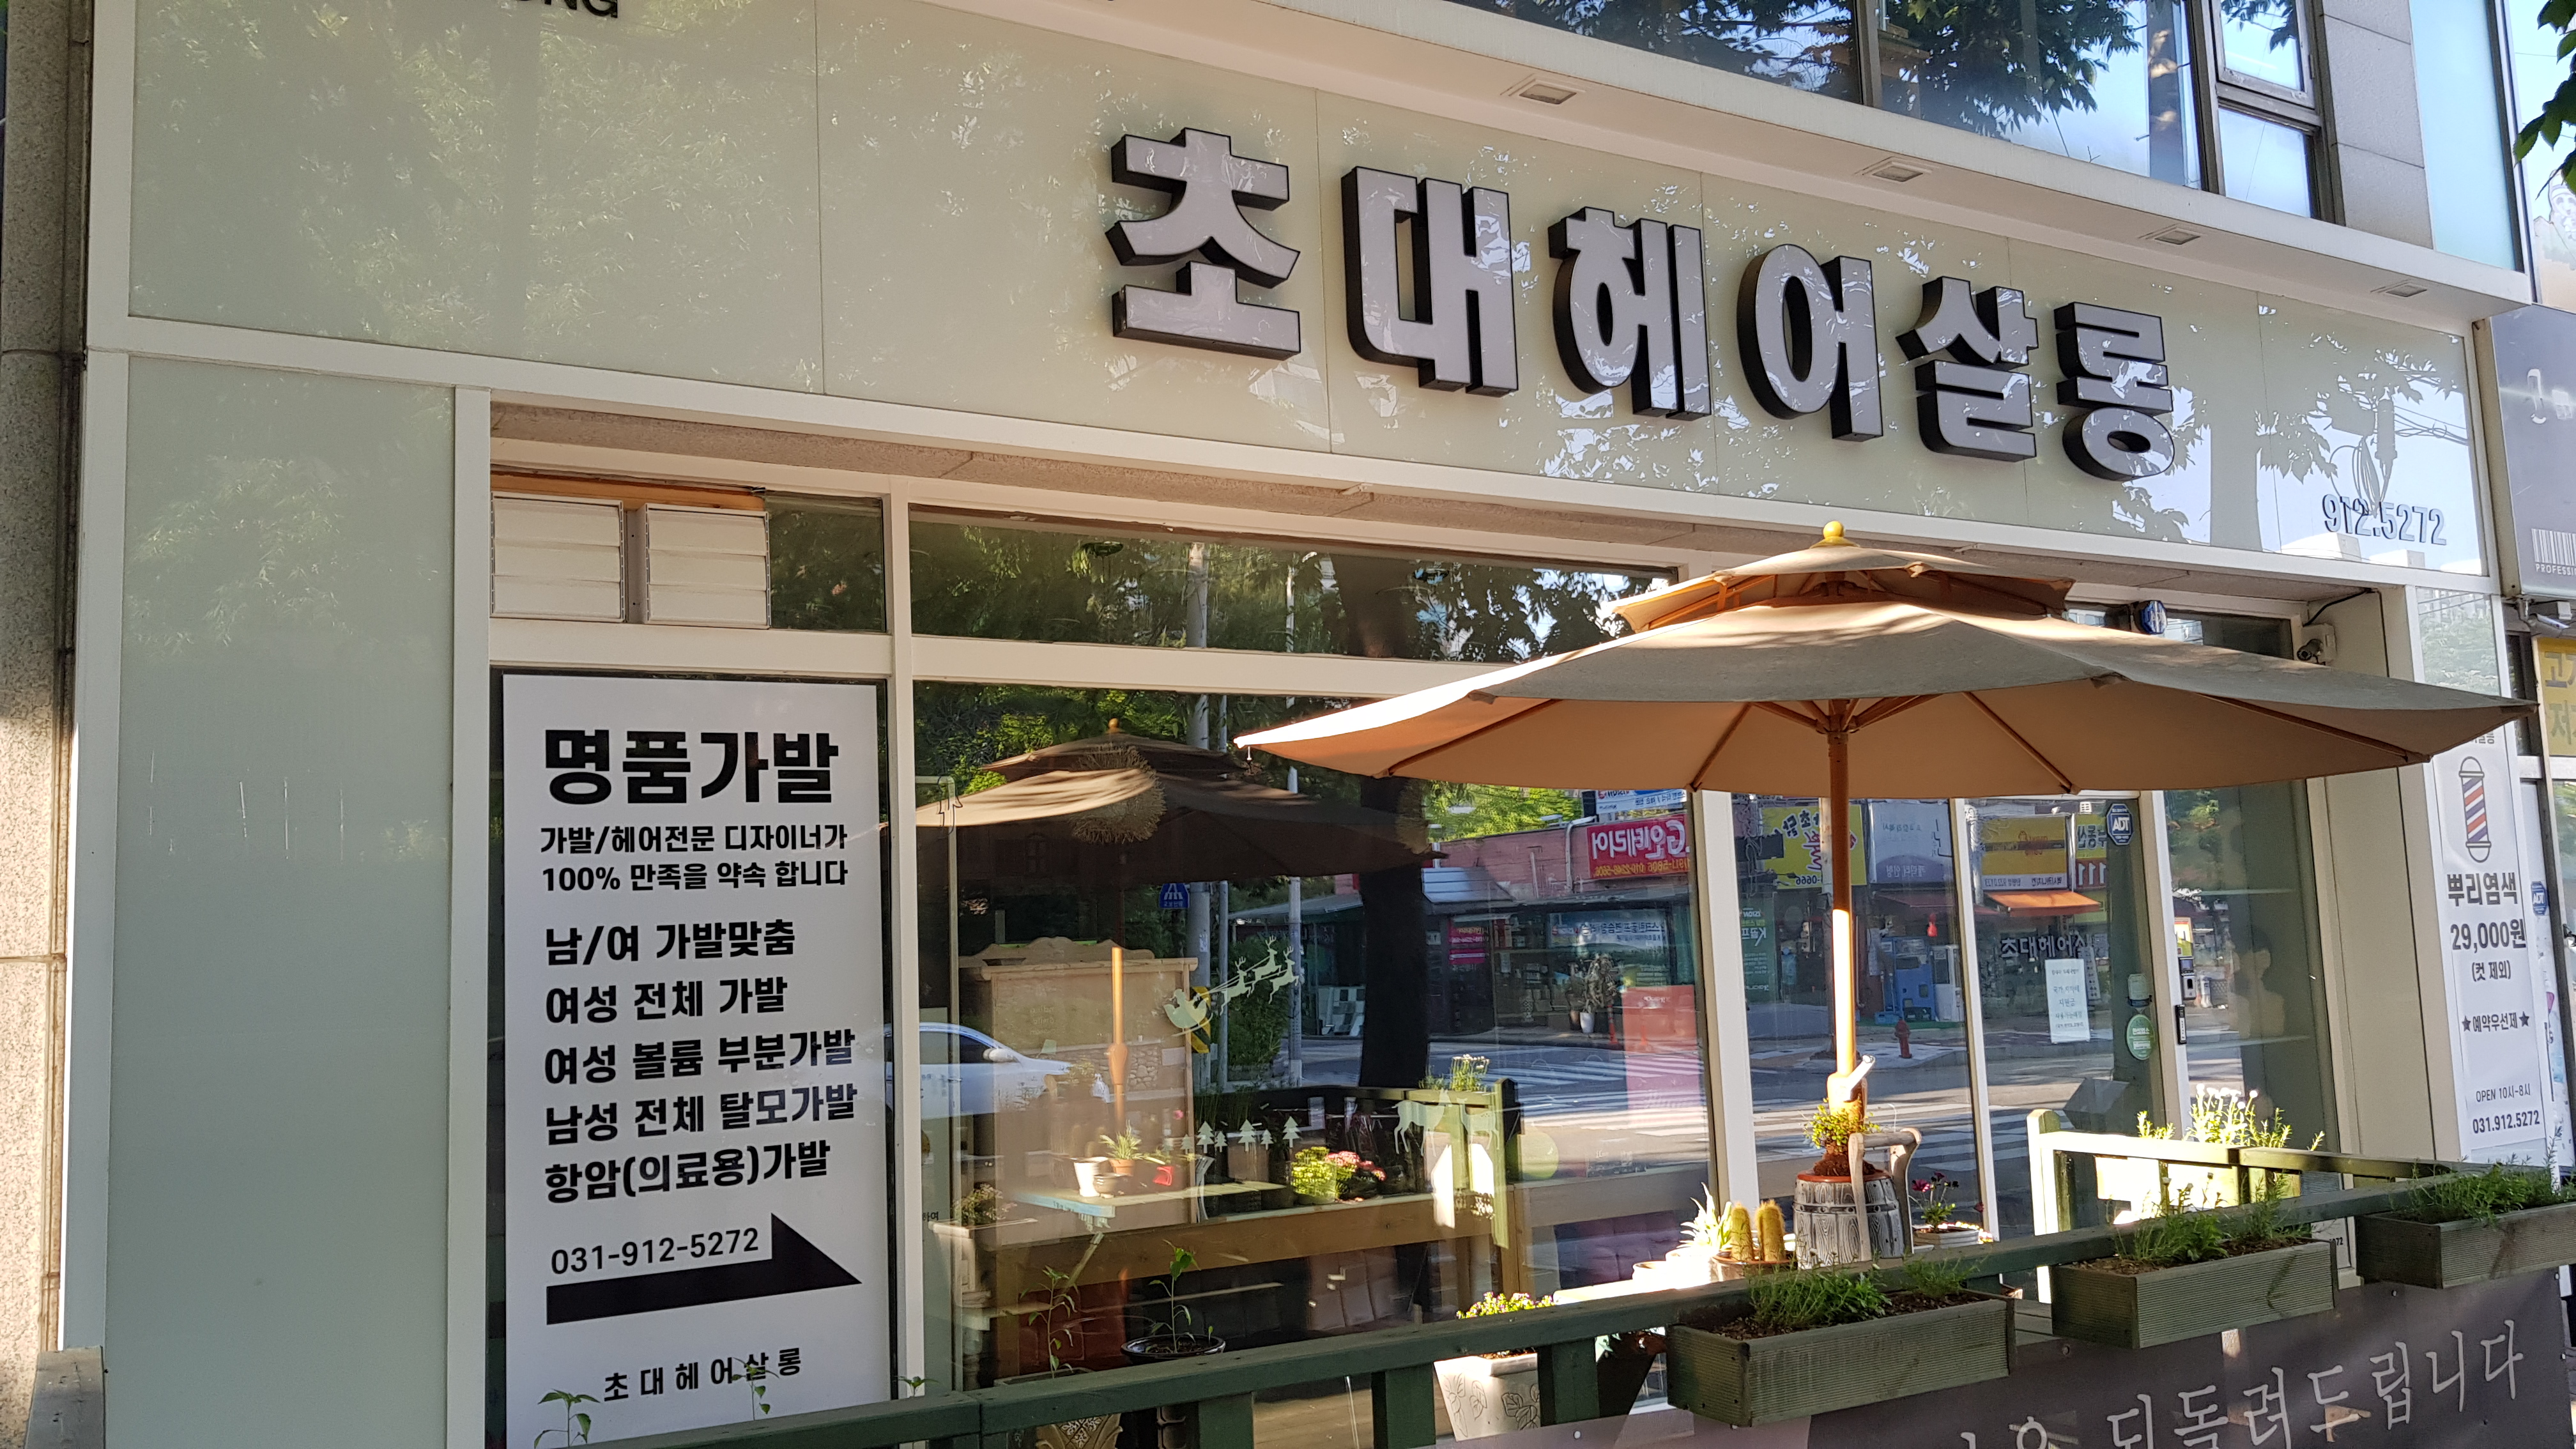 초대헤어살롱
912.5272
명품가발
가발/헤어전문 디자이너가
100% 만족을 약속 합니다
남/여 가발맞춤
여성 전체 가발
여성 볼륨 부분가발
남성 전체 탈모가발
항암(의료용)가발
031-912-5272
초대헤어살롱
뿌리염색
29,000원
(컷 제외)
★예약우선제★
OPEN 10시-8시
031.912.5272
ADT
되돌려드립니다